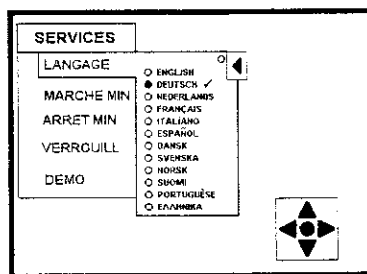 SERVICES
LANGAGE
MARCHE MIN
ARRET MIN
VERROUILL
DEMO
ENGLISH
DEUTSCH ✓
NEDERLANDS
FRANÇAIS
ITALIANO
ESPAÑOL
DANSK
SVENSKA
NORSK
SUOMI
PORTUGUÈSE
ΕΛΛΗΝΙΚΑ